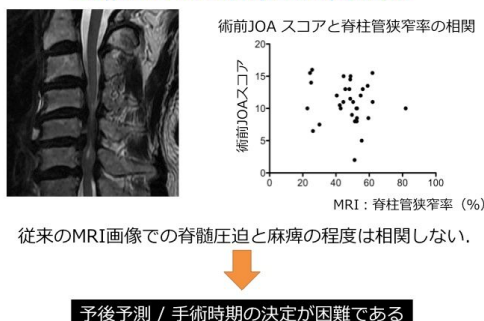 術前JOA スコアと脊柱管狭窄率の相関
20
15
10
5
0
術前JOAスコア
0 20 40 60 80 100
MRI：脊柱管狭窄率（%）
従来のMRI画像での脊髄圧迫と麻痺の程度は相関しない．
予後予測 / 手術時期の決定が困難である